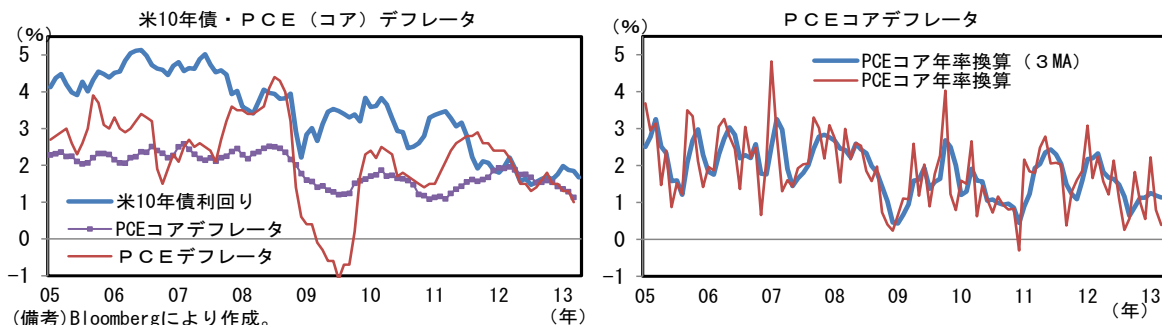 米10年債・ＰＣＥ（コア）デフレータ
(％)
5
4
3
2
1
0
−1
米10年債利回り
PCEコアデフレータ
ＰＣＥデフレータ
05 06 07 08 09 10 11 12 13
(備考)Bloombergにより作成。
(年)
ＰＣＥコアデフレータ
(％)
5
4
3
2
1
0
−1
PCEコア年率換算（３MA）
PCEコア年率換算
05 06 07 08 09 10 11 12 13
(年)